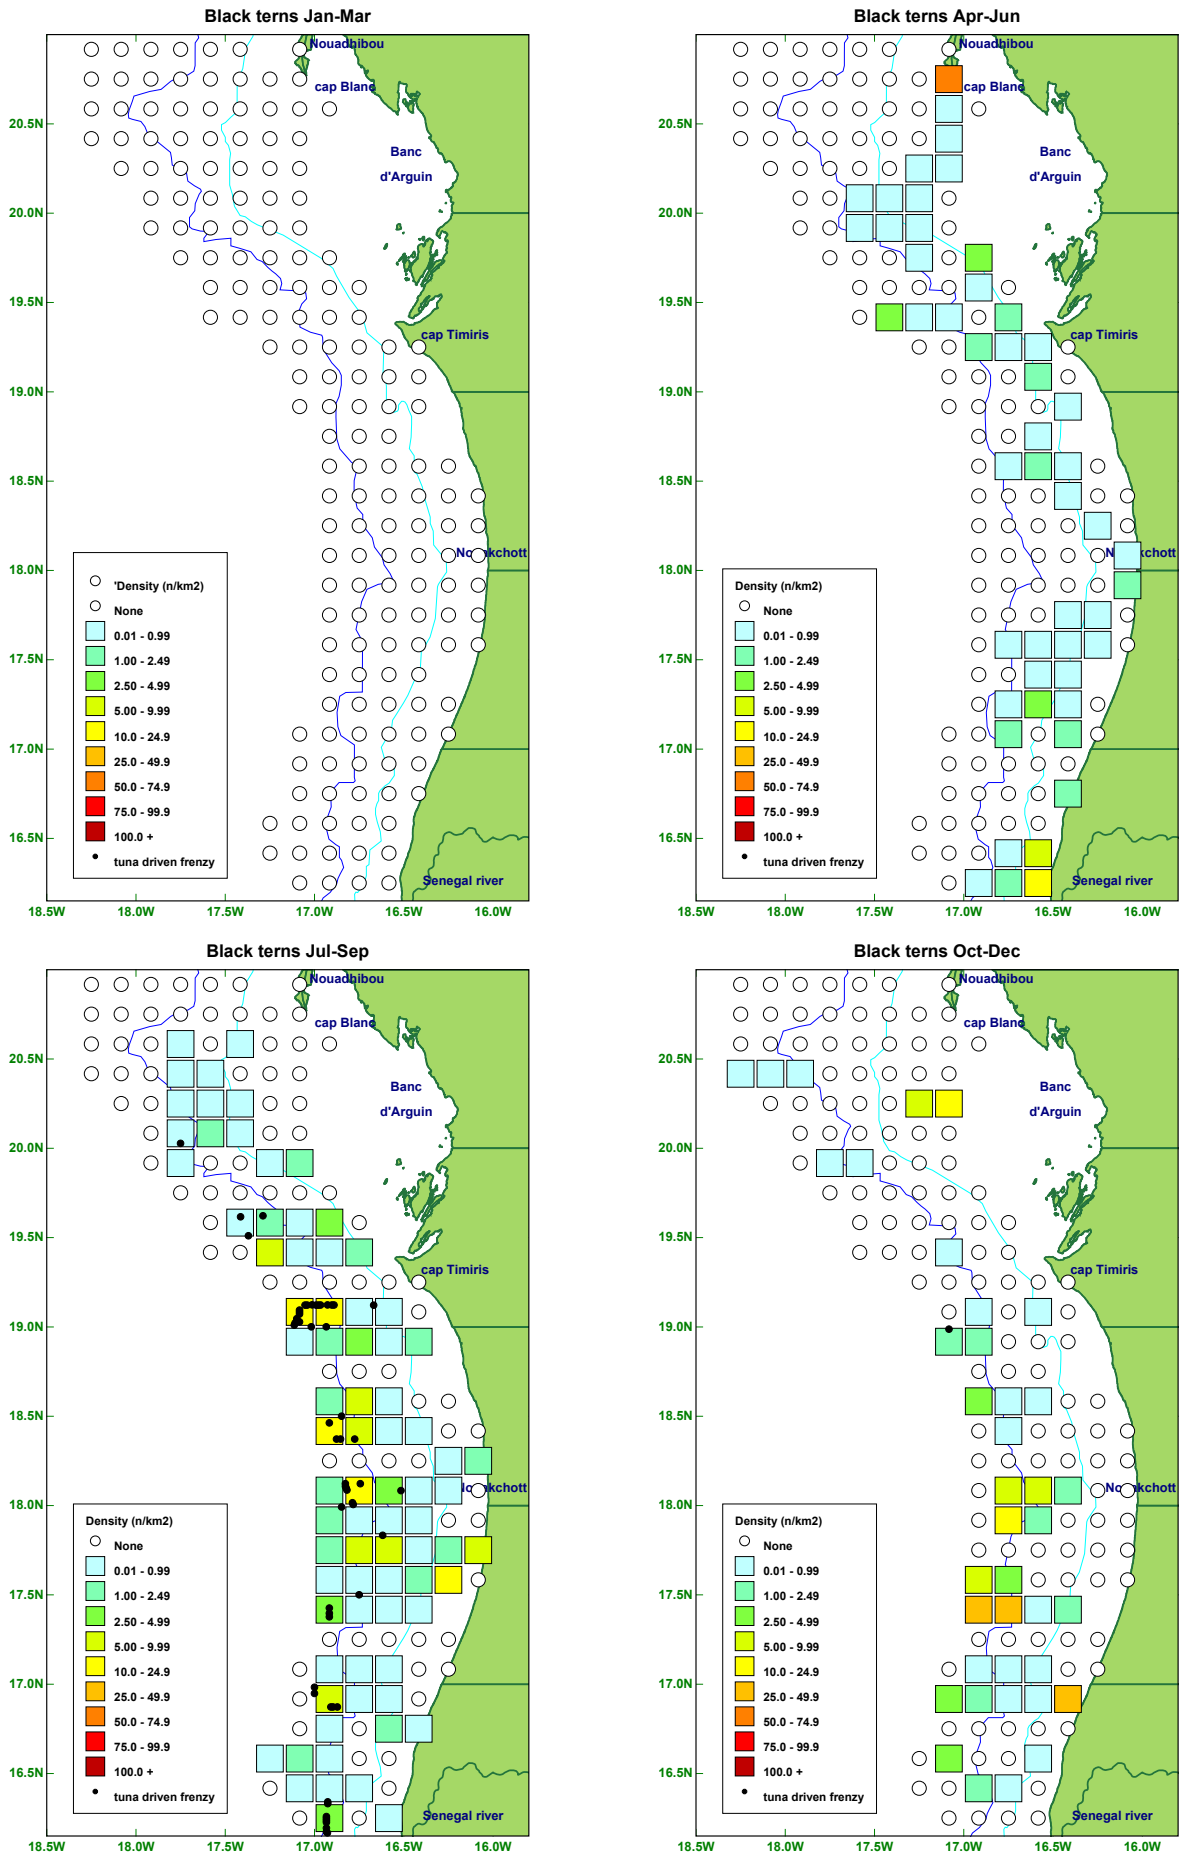 Black terns Jan-Mar
Nouadhibou
cap Blanc
20.5N
Banc
d'Arguin
20.0N
19.5N
cap Timiris
19.0N
18.5N
Nouakchott
18.0N
'Density (n/km2)
None
0.01 - 0.99
1.00 - 2.49
2.50 - 4.99
5.00 - 9.99
10.0 - 24.9
25.0 - 49.9
50.0 - 74.9
75.0 - 99.9
100.0 +
tuna driven frenzy
17.5N
17.0N
16.5N
Senegal river
18.5W 18.0W 17.5W 17.0W 16.5W 16.0W
Black terns Apr-Jun
Nouadhibou
cap Blanc
20.5N
Banc
d'Arguin
20.0N
19.5N
cap Timiris
19.0N
18.5N
Nouakchott
18.0N
Density (n/km2)
None
0.01 - 0.99
1.00 - 2.49
2.50 - 4.99
5.00 - 9.99
10.0 - 24.9
25.0 - 49.9
50.0 - 74.9
75.0 - 99.9
100.0 +
tuna driven frenzy
17.5N
17.0N
16.5N
Senegal river
18.5W 18.0W 17.5W 17.0W 16.5W 16.0W
Black terns Jul-Sep
Nouadhibou
cap Blanc
20.5N
Banc
d'Arguin
20.0N
19.5N
cap Timiris
19.0N
18.5N
Nouakchott
18.0N
Density (n/km2)
None
0.01 - 0.99
1.00 - 2.49
2.50 - 4.99
5.00 - 9.99
10.0 - 24.9
25.0 - 49.9
50.0 - 74.9
75.0 - 99.9
100.0 +
tuna driven frenzy
17.5N
17.0N
16.5N
Senegal river
18.5W 18.0W 17.5W 17.0W 16.5W 16.0W
Black terns Oct-Dec
Nouadhibou
cap Blanc
20.5N
Banc
d'Arguin
20.0N
19.5N
cap Timiris
19.0N
18.5N
Nouakchott
18.0N
Density (n/km2)
None
0.01 - 0.99
1.00 - 2.49
2.50 - 4.99
5.00 - 9.99
10.0 - 24.9
25.0 - 49.9
50.0 - 74.9
75.0 - 99.9
100.0 +
tuna driven frenzy
17.5N
17.0N
16.5N
Senegal river
18.5W 18.0W 17.5W 17.0W 16.5W 16.0W